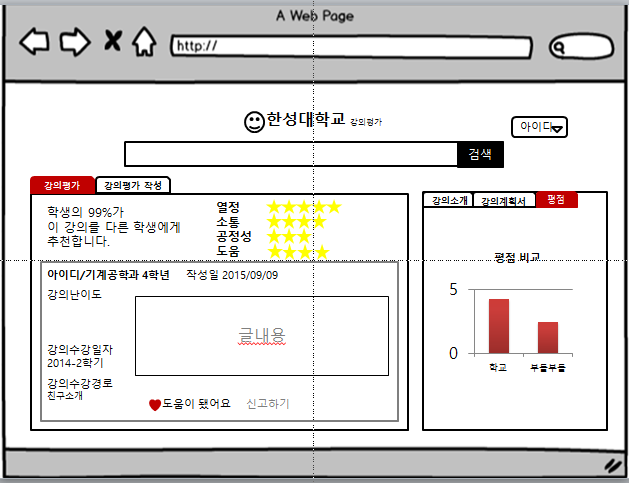 A Web Page
http://
한성대학교 강의평가
아이디
검색
강의평가
강의평가 작성
학생의 99%가
이 강의를 다른 학생에게
추천합니다.
열정
소통
공정성
도움
아이디/기계공학과 4학년 작성일 2015/09/09
강의난이도
글내용
강의수강일자
2014-2학기
강의수강경로
친구소개
도움이 됐어요 신고하기
강의소개
강의계획서
평점
평점 비교
5
0
학교
부들부들